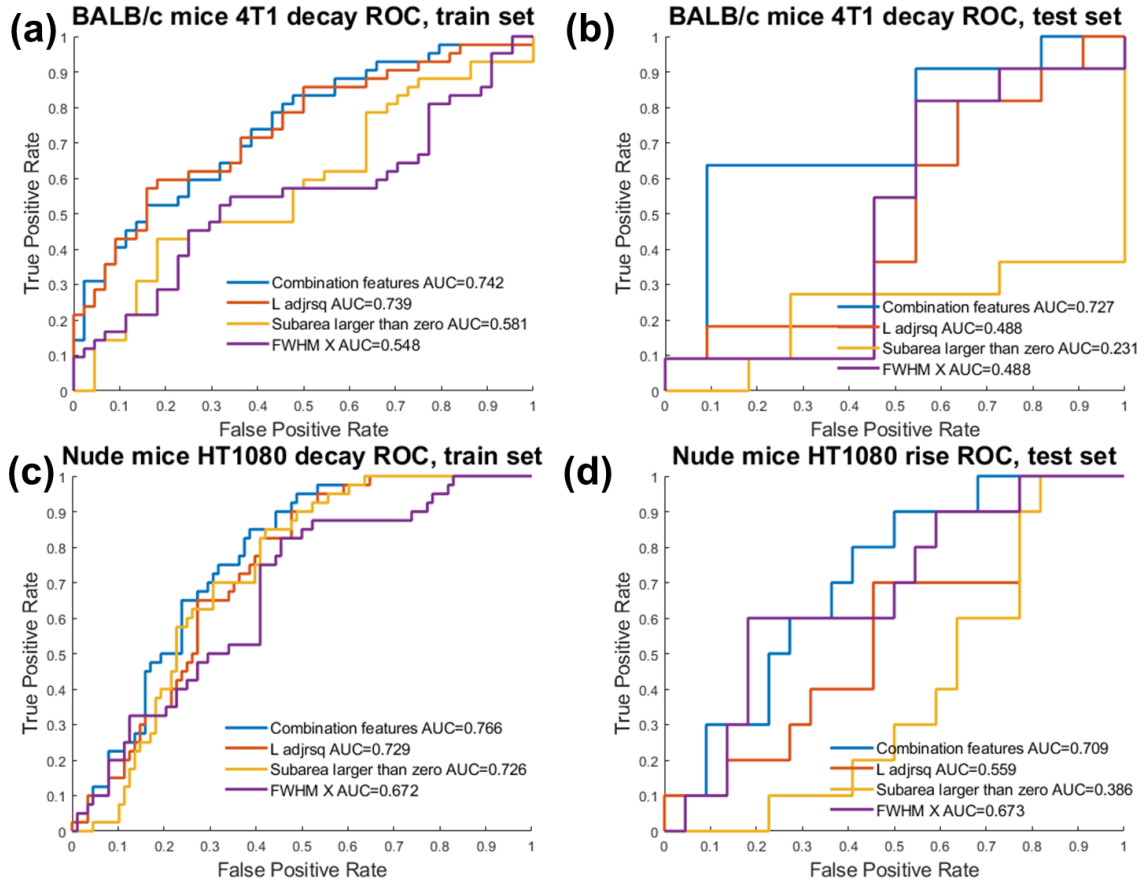 (a) BALB/c mice 4T1 decay ROC, train set
True Positive Rate
1
0.9
0.8
0.7
0.6
0.5
0.4
0.3
0.2
0.1
0
Combination features AUC=0.742
L adjrsq AUC=0.739
Subarea larger than zero AUC=0.581
FWHM X AUC=0.548
0 0.1 0.2 0.3 0.4 0.5 0.6 0.7 0.8 0.9 1
False Positive Rate
(b) BALB/c mice 4T1 decay ROC, test set
True Positive Rate
1
0.9
0.8
0.7
0.6
0.5
0.4
0.3
0.2
0.1
0
Combination features AUC=0.727
L adjrsq AUC=0.488
Subarea larger than zero AUC=0.231
FWHM X AUC=0.488
0 0.1 0.2 0.3 0.4 0.5 0.6 0.7 0.8 0.9 1
False Positive Rate
(c) Nude mice HT1080 decay ROC, train set
True Positive Rate
1
0.9
0.8
0.7
0.6
0.5
0.4
0.3
0.2
0.1
0
Combination features AUC=0.766
L adjrsq AUC=0.729
Subarea larger than zero AUC=0.726
FWHM X AUC=0.672
0 0.1 0.2 0.3 0.4 0.5 0.6 0.7 0.8 0.9 1
False Positive Rate
(d) Nude mice HT1080 rise ROC, test set
True Positive Rate
1
0.9
0.8
0.7
0.6
0.5
0.4
0.3
0.2
0.1
0
Combination features AUC=0.709
L adjrsq AUC=0.559
Subarea larger than zero AUC=0.386
FWHM X AUC=0.673
0 0.1 0.2 0.3 0.4 0.5 0.6 0.7 0.8 0.9 1
False Positive Rate